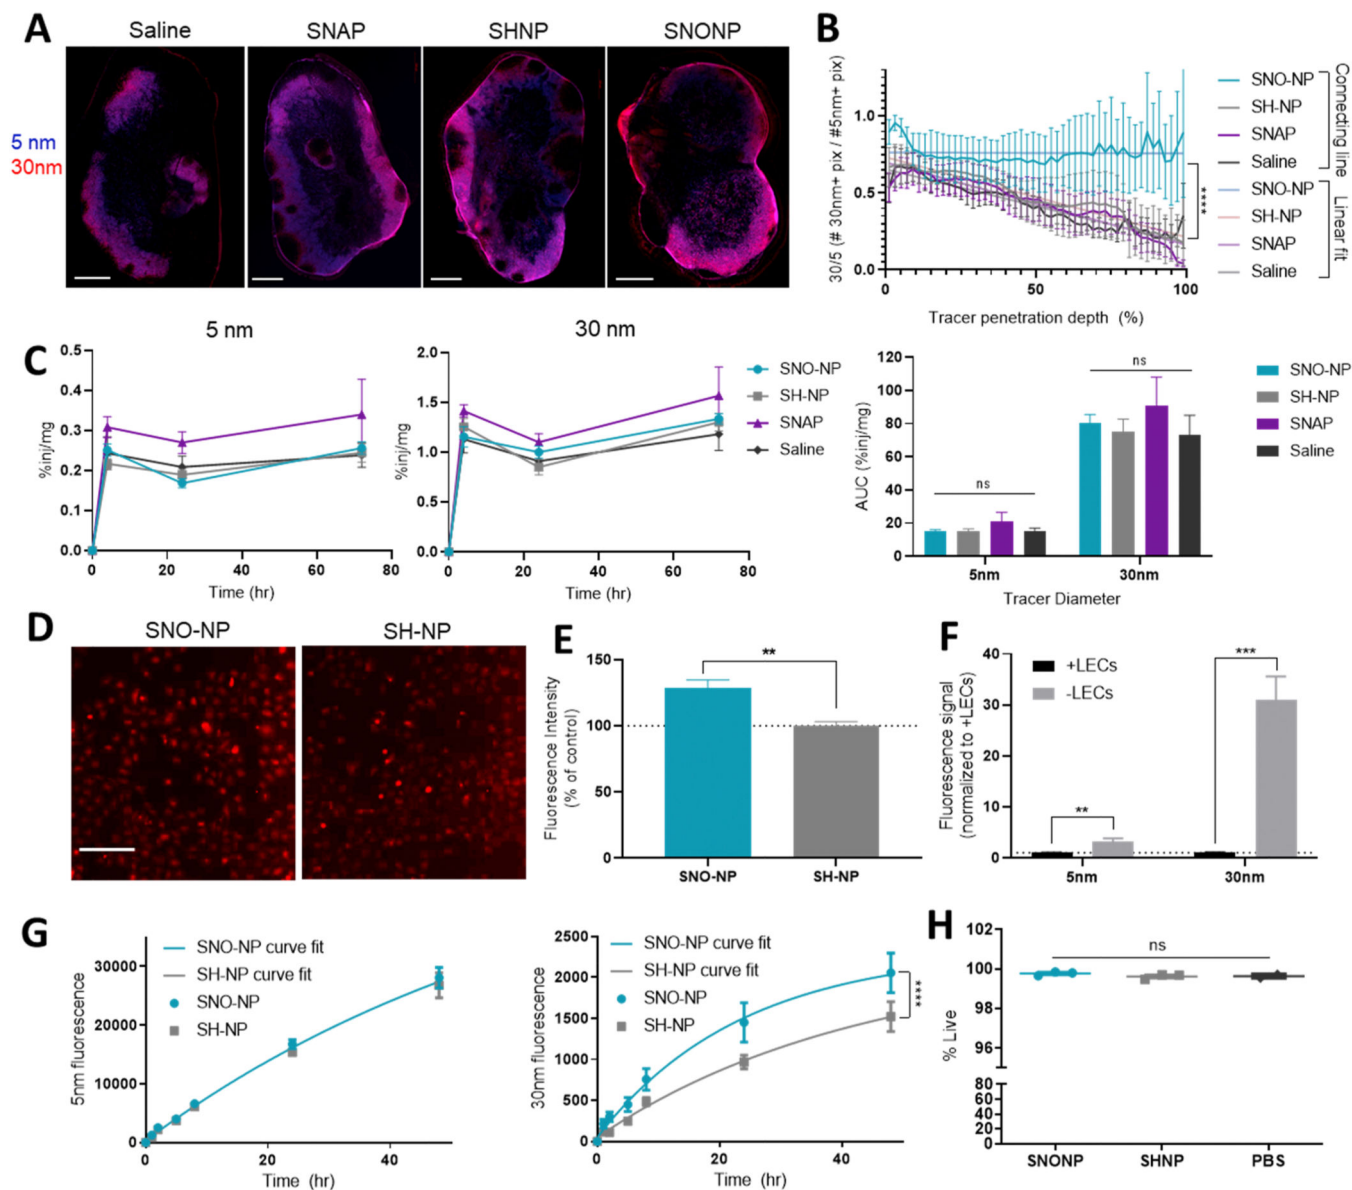 A
Saline
SNAP
SHNP
SNONP
5 nm
30nm
B
30/5 (# 30nm+ pix / #5nm+ pix)
1.0
0.5
0.0
0
50
100
Tracer penetration depth (%)
****
SNO-NP
SH-NP
SNAP
Saline
Connecting line
SNO-NP
SH-NP
SNAP
Saline
Linear fit
C
5 nm
%inj/mg
0.5
0.4
0.3
0.2
0.1
0.0
0
20
40
60
80
Time (hr)
30 nm
%inj/mg
2.0
1.5
1.0
0.5
0.0
0
20
40
60
80
Time (hr)
SNO-NP
SH-NP
SNAP
Saline
AUC (%inj/mg)
120
100
80
60
40
20
0
ns
ns
5nm
30nm
Tracer Diameter
SNO-NP
SH-NP
SNAP
Saline
D
SNO-NP
SH-NP
E
Fluorescence Intensity
(% of control)
150
100
50
0
**
SNO-NP
SH-NP
F
Fluorescence signal
(normalized to +LECs)
40
30
20
10
0
+LECs
-LECs
**
***
5nm
30nm
G
5nm fluorescence
30000
20000
10000
0
SNO-NP curve fit
SH-NP curve fit
SNO-NP
SH-NP
0
20
40
Time (hr)
30nm fluorescence
2500
2000
1500
1000
500
0
SNO-NP curve fit
SH-NP curve fit
SNO-NP
SH-NP
****
0
20
40
Time (hr)
H
% Live
102
100
98
96
80
60
40
20
0
ns
SNONP
SHNP
PBS